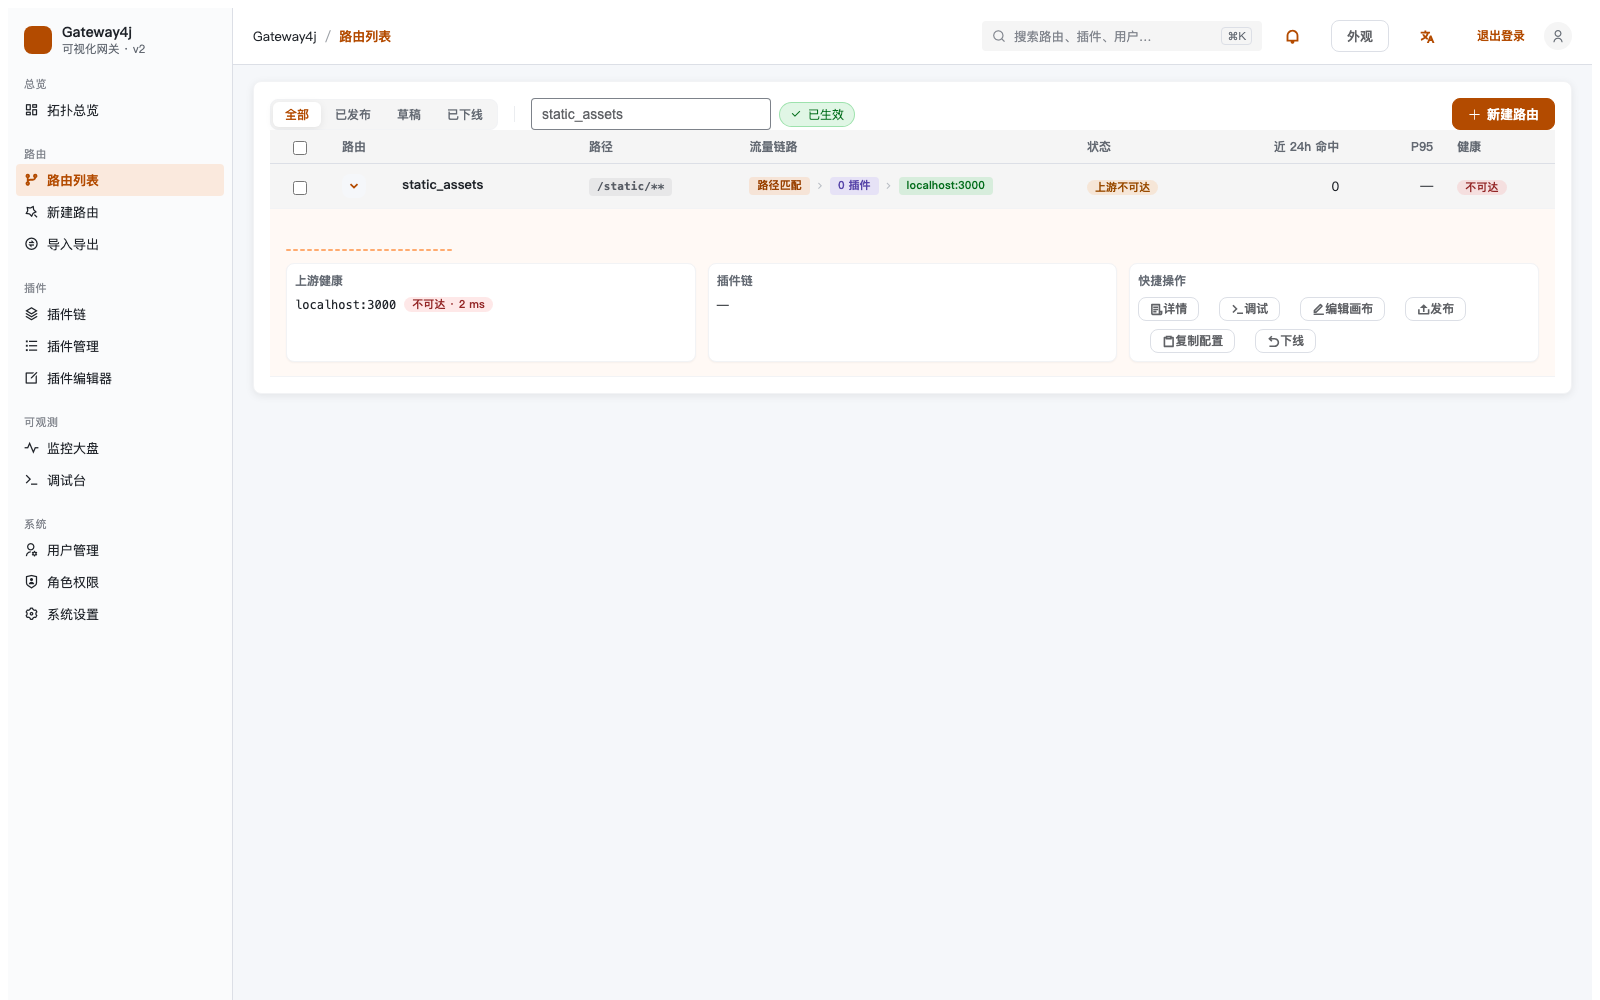 Gateway4j
可视化网关 · v2
总览
拓扑总览
路由
路由列表
新建路由
导入导出
插件
插件链
插件管理
插件编辑器
可观测
监控大盘
调试台
系统
用户管理
角色权限
系统设置
Gateway4j / 路由列表
搜索路由、插件、用户… ⌘K
外观
退出登录
全部 已发布 草稿 已下线
static_assets
已生效
新建路由
路由 路径 流量链路 状态 近 24h 命中 P95 健康
static_assets /static/** 路径匹配 › 0 插件 › localhost:3000 上游不可达 0 — 不可达
上游健康
localhost:3000 不可达 · 2 ms
插件链
—
快捷操作
详情 调试 编辑画布 发布
复制配置 下线